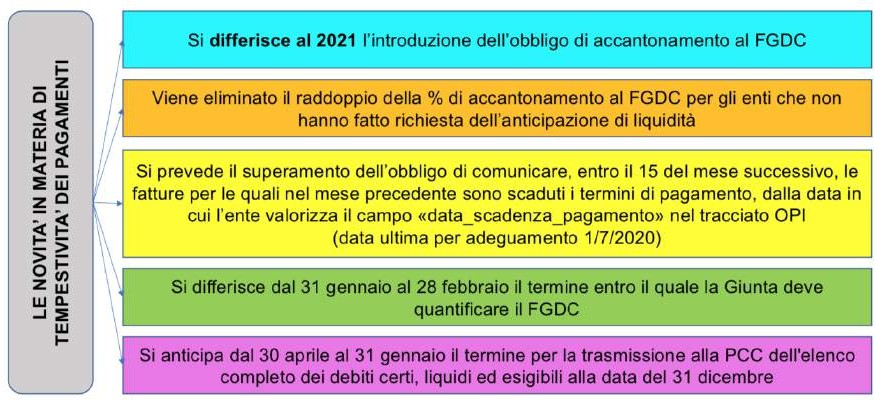 LE NOVITA' IN MATERIA DI
TEMPESTIVITA' DEI PAGAMENTI
Si differisce al 2021 l'introduzione dell'obbligo di accantonamento al FGDC
Viene eliminato il raddoppio della % di accantonamento al FGDC per gli enti che non
hanno fatto richiesta dell'anticipazione di liquidità
Si prevede il superamento dell'obbligo di comunicare, entro il 15 del mese successivo, le
fatture per le quali nel mese precedente sono scaduti i termini di pagamento, dalla data in
cui l'ente valorizza il campo «data_scadenza_pagamento» nel tracciato OPI
(data ultima per adeguamento 1/7/2020)
Si differisce dal 31 gennaio al 28 febbraio il termine entro il quale la Giunta deve
quantificare il FGDC
Si anticipa dal 30 aprile al 31 gennaio il termine per la trasmissione alla PCC dell'elenco
completo dei debiti certi, liquidi ed esigibili alla data del 31 dicembre